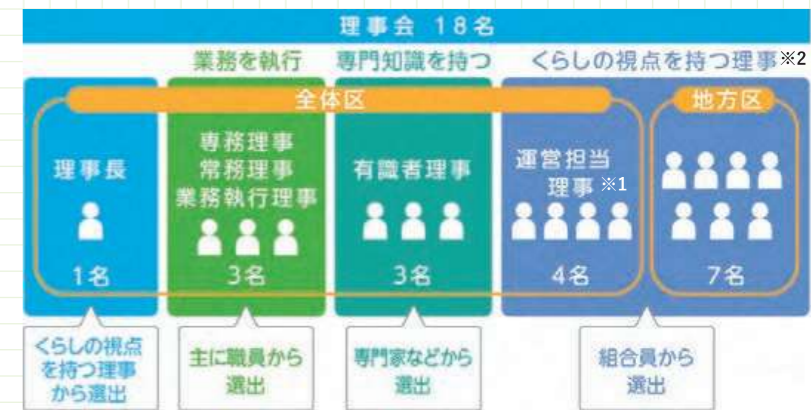 理事会 18名
業務を執行
専門知識を持つ
くらしの視点を持つ理事※2
全体区
地方区
理事長
1名
専務理事
常務理事
業務執行理事
3名
有識者理事
3名
運営担当
理事※1
4名
7名
くらしの視点
を持つ理事
から選出
主に職員から
選出
専門家などから
選出
組合員から
選出